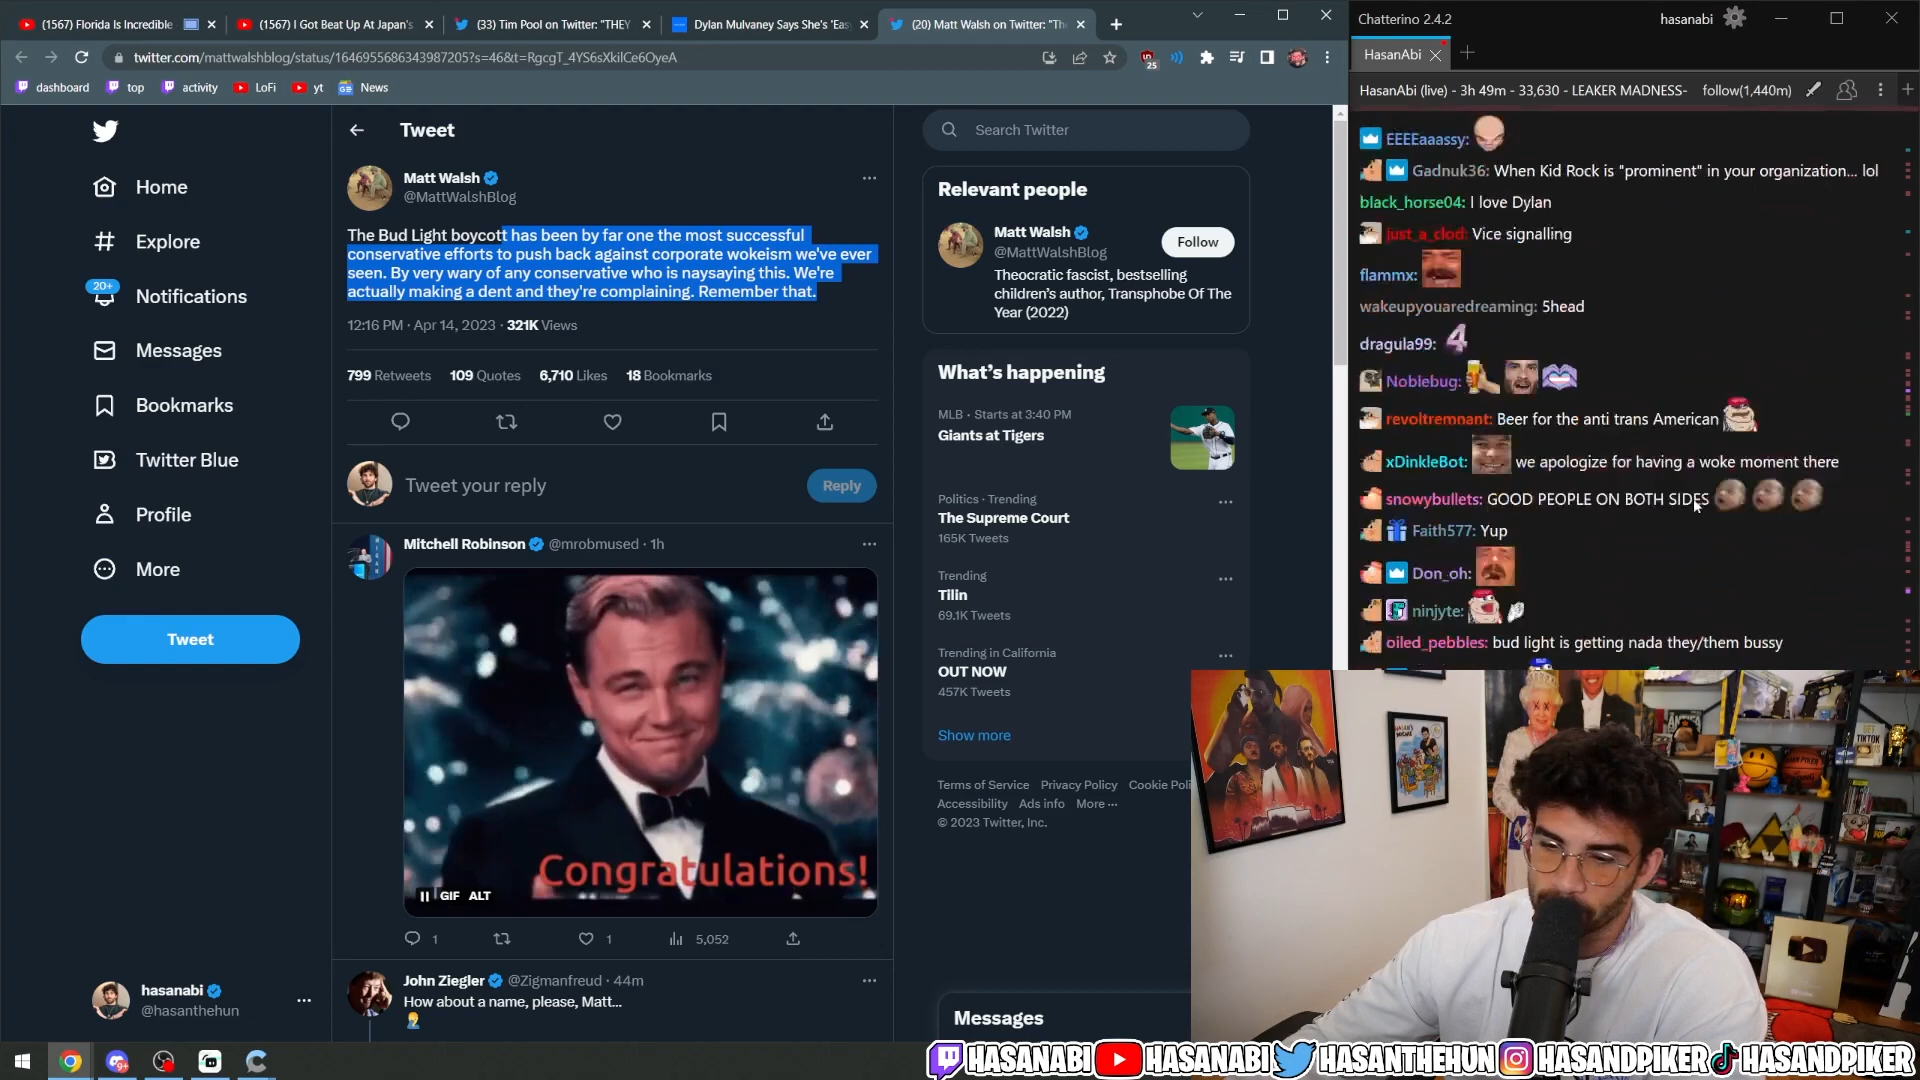 (1567) Florida Is Incredible
(1567) I Got Beat Up At Japan's
(33) Tim Pool on Twitter: "THEY
Dylan Mulvaney Says She's 'Eas
(20) Matt Walsh on Twitter: "Th
twitter.com/mattwalshblog/status/1646955686343987205?s=46&t=RgcgT_4YS6sXkilCe6OyeA
25
dashboard
top
activity
LoFi
yt
News
Home
Explore
20+
Notifications
Messages
Bookmarks
Twitter Blue
Profile
More
Tweet
hasanabi
@hasanthehun
Tweet
Matt Walsh
@MattWalshBlog
The Bud Light boycott has been by far one the most successful
conservative efforts to push back against corporate wokeism we've ever
seen. By very wary of any conservative who is naysaying this. We're
actually making a dent and they're complaining. Remember that.
12:16 PM · Apr 14, 2023 · 321K Views
799 Retweets 109 Quotes 6,710 Likes 18 Bookmarks
Tweet your reply
Reply
Mitchell Robinson @mrobmused · 1h
Congratulations!
GIF ALT
1
1
5,052
John Ziegler @Zigmanfreud · 44m
How about a name, please, Matt...
Search Twitter
Relevant people
Matt Walsh
@MattWalshBlog
Follow
Theocratic fascist, bestselling
children's author, Transphobe Of The
Year (2022)
What's happening
MLB · Starts at 3:40 PM
Giants at Tigers
Politics · Trending
The Supreme Court
165K Tweets
Trending
Tilin
69.1K Tweets
Trending in California
OUT NOW
457K Tweets
Show more
Terms of Service Privacy Policy Cookie Poli
Accessibility Ads info More ···
© 2023 Twitter, Inc.
Messages
Chatterino 2.4.2
hasanabi
HasanAbi
HasanAbi (live) - 3h 49m - 33,630 - LEAKER MADNESS-
follow(1,440m)
EEEEaaassy:
Gadnuk36: When Kid Rock is "prominent" in your organization... lol
black_horse04: I love Dylan
just_a_clod: Vice signalling
flammx:
wakeupyouaredreaming: 5head
dragula99: 4
Noblebug:
revoltremnant: Beer for the anti trans American
xDinkleBot: we apologize for having a woke moment there
snowybullets: GOOD PEOPLE ON BOTH SIDES
Faith577: Yup
Don_oh:
ninjyte:
oiled_pebbles: bud light is getting nada they/them bussy
HASANABI HASANABI HASANTHEHUN HASANDPIKER HASANDPIKER